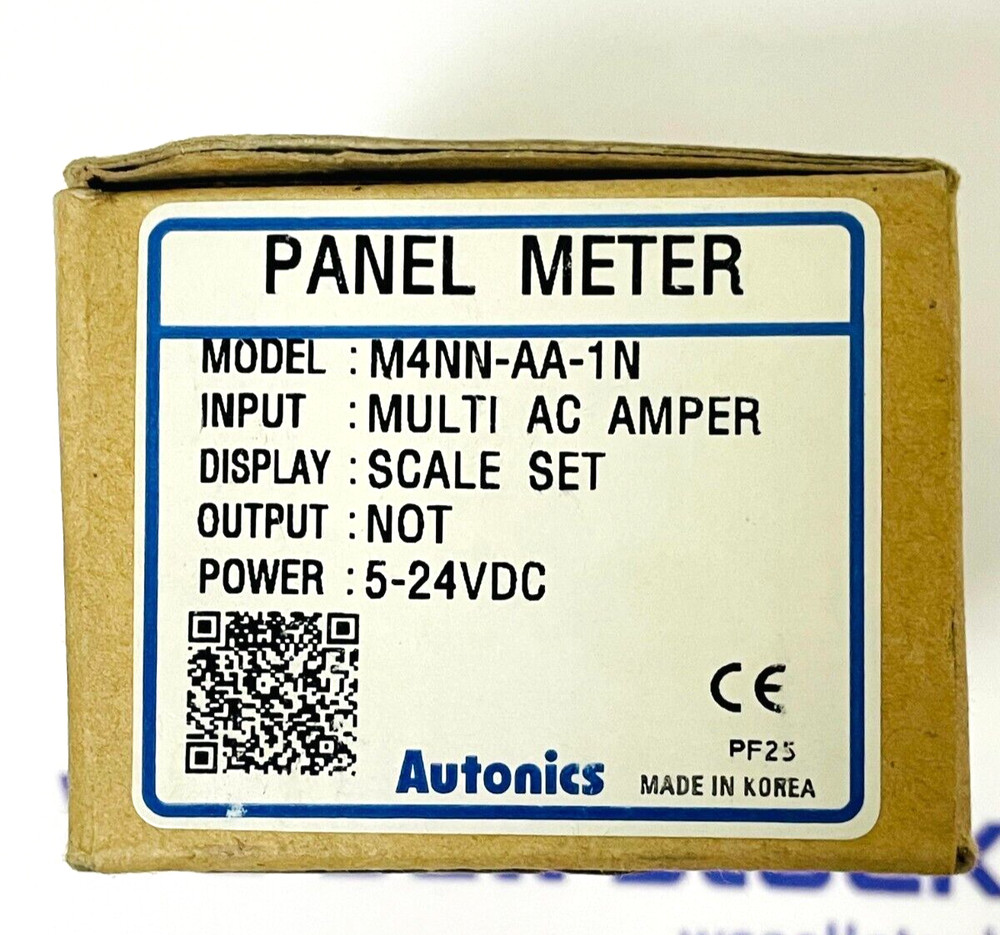 PANEL METER
MODEL : M4NN-AA-1N
INPUT : MULTI AC AMPER
DISPLAY : SCALE SET
OUTPUT : NOT
POWER : 5-24VDC
CE
PF25
Autonics MADE IN KOREA